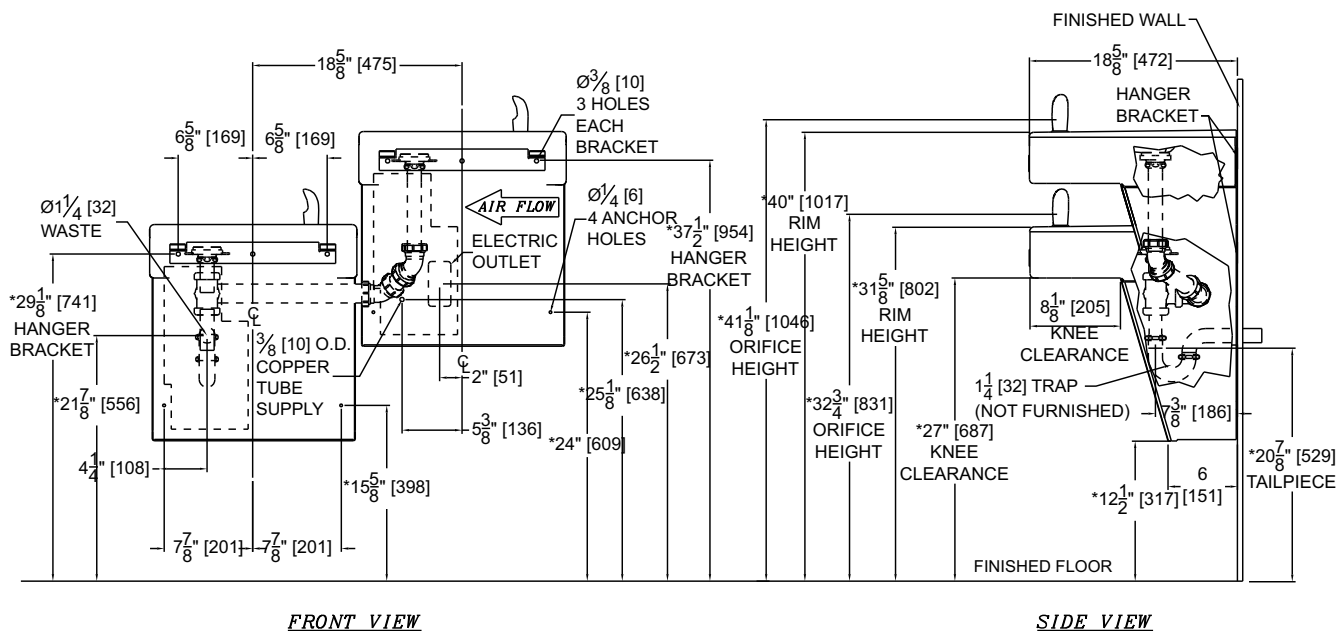 FINISHED WALL
18 5/8" [475]
18 5/8" [472]
Ø3/8 [10]
3 HOLES
EACH
BRACKET
HANGER
BRACKET
6 5/8" [169]
6 5/8" [169]
AIR FLOW
Ø1/4 [6]
4 ANCHOR
HOLES
*40" [1017]
RIM
HEIGHT
Ø1 1/4 [32]
WASTE
*37 1/2" [954]
HANGER
BRACKET
ELECTRIC
OUTLET
*29 1/8" [741]
HANGER
BRACKET
*31 5/8" [802]
RIM
HEIGHT
8 1/8" [205]
KNEE
CLEARANCE
*41 1/8" [1046]
ORIFICE
HEIGHT
CL
3/8 [10] O.D.
COPPER
TUBE
SUPPLY
CL
*26 1/2" [673]
2" [51]
*25 1/8" [638]
1 1/4 [32] TRAP
(NOT FURNISHED)
*21 7/8" [556]
*32 3/4" [831]
ORIFICE
HEIGHT
7 3/8" [186]
5 3/8" [136]
*24" [609]
*27" [687]
KNEE
CLEARANCE
*20 7/8" [529]
TAILPIECE
4 1/4" [108]
*15 5/8" [398]
6
[151]
*12 1/2" [317]
7 7/8" [201]
7 7/8" [201]
FINISHED FLOOR
FRONT VIEW
SIDE VIEW